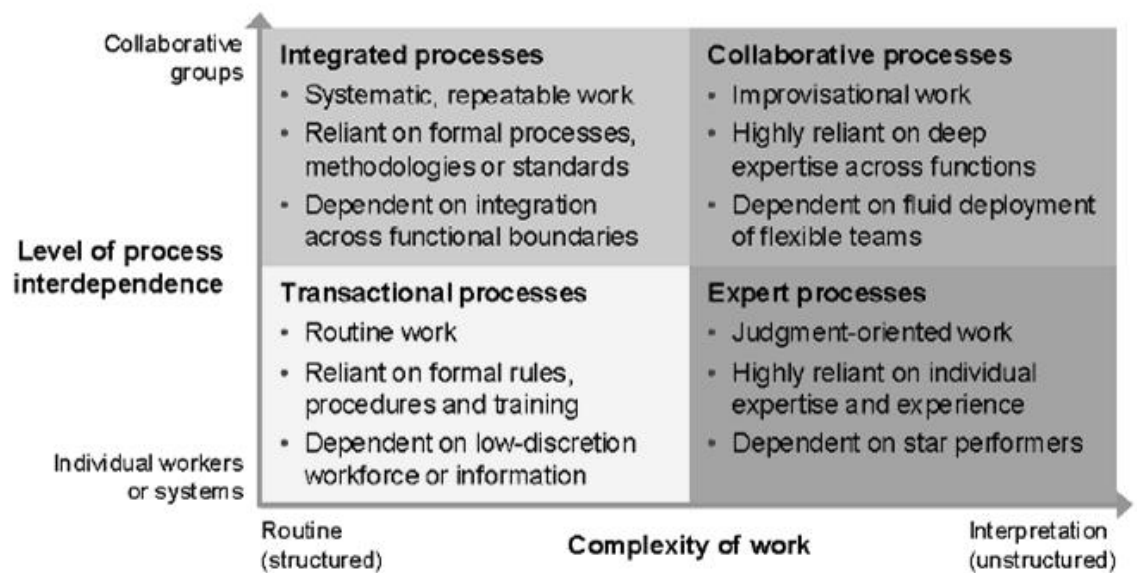 Collaborative
groups
Level of process
interdependence
Individual workers
or systems
Integrated processes
• Systematic, repeatable work
• Reliant on formal processes,
methodologies or standards
• Dependent on integration
across functional boundaries
Collaborative processes
• Improvisational work
• Highly reliant on deep
expertise across functions
• Dependent on fluid deployment
of flexible teams
Transactional processes
• Routine work
• Reliant on formal rules,
procedures and training
• Dependent on low-discretion
workforce or information
Expert processes
• Judgment-oriented work
• Highly reliant on individual
expertise and experience
• Dependent on star performers
Routine
(structured)
Complexity of work
Interpretation
(unstructured)